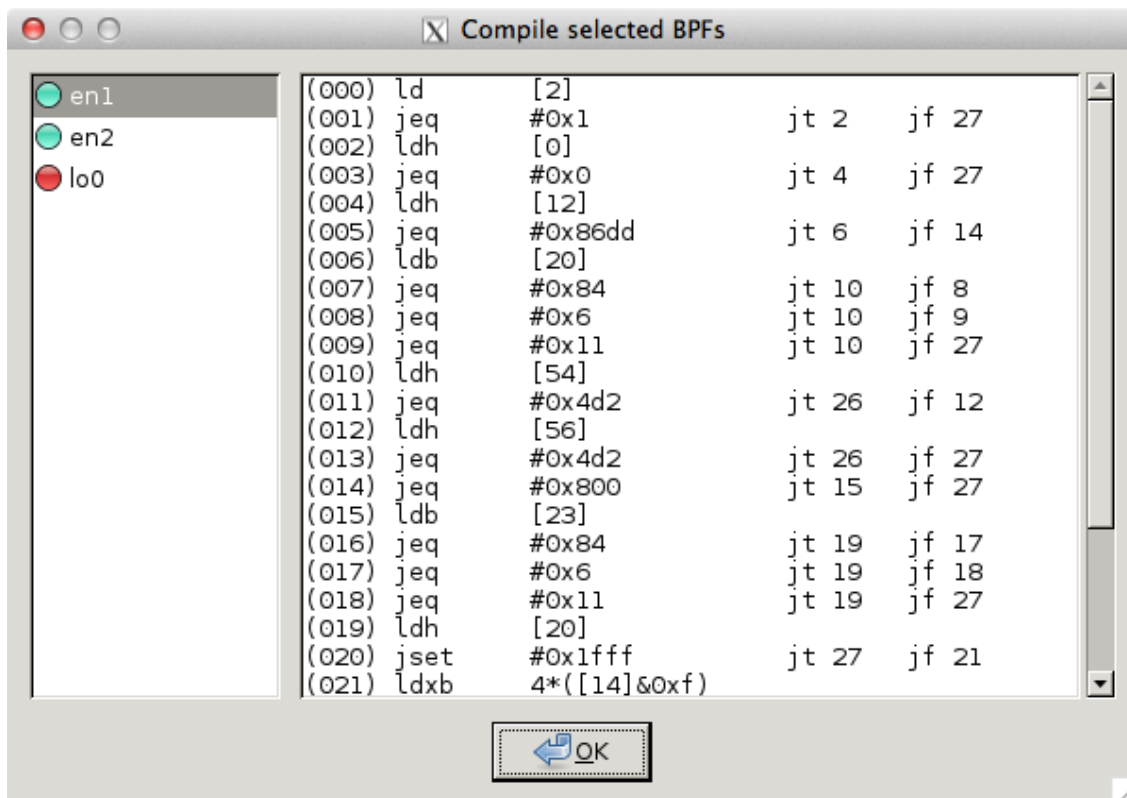 Compile selected BPFs
en1
en2
lo0
(000) ld [2]
(001) jeq #0x1 jt 2 jf 27
(002) ldh [0]
(003) jeq #0x0 jt 4 jf 27
(004) ldh [12]
(005) jeq #0x86dd jt 6 jf 14
(006) ldb [20]
(007) jeq #0x84 jt 10 jf 8
(008) jeq #0x6 jt 10 jf 9
(009) jeq #0x11 jt 10 jf 27
(010) ldh [54]
(011) jeq #0x4d2 jt 26 jf 12
(012) ldh [56]
(013) jeq #0x4d2 jt 26 jf 27
(014) jeq #0x800 jt 15 jf 27
(015) ldb [23]
(016) jeq #0x84 jt 19 jf 17
(017) jeq #0x6 jt 19 jf 18
(018) jeq #0x11 jt 19 jf 27
(019) ldh [20]
(020) jset #0x1fff jt 27 jf 21
(021) ldxb 4*([14]&0xf)
OK